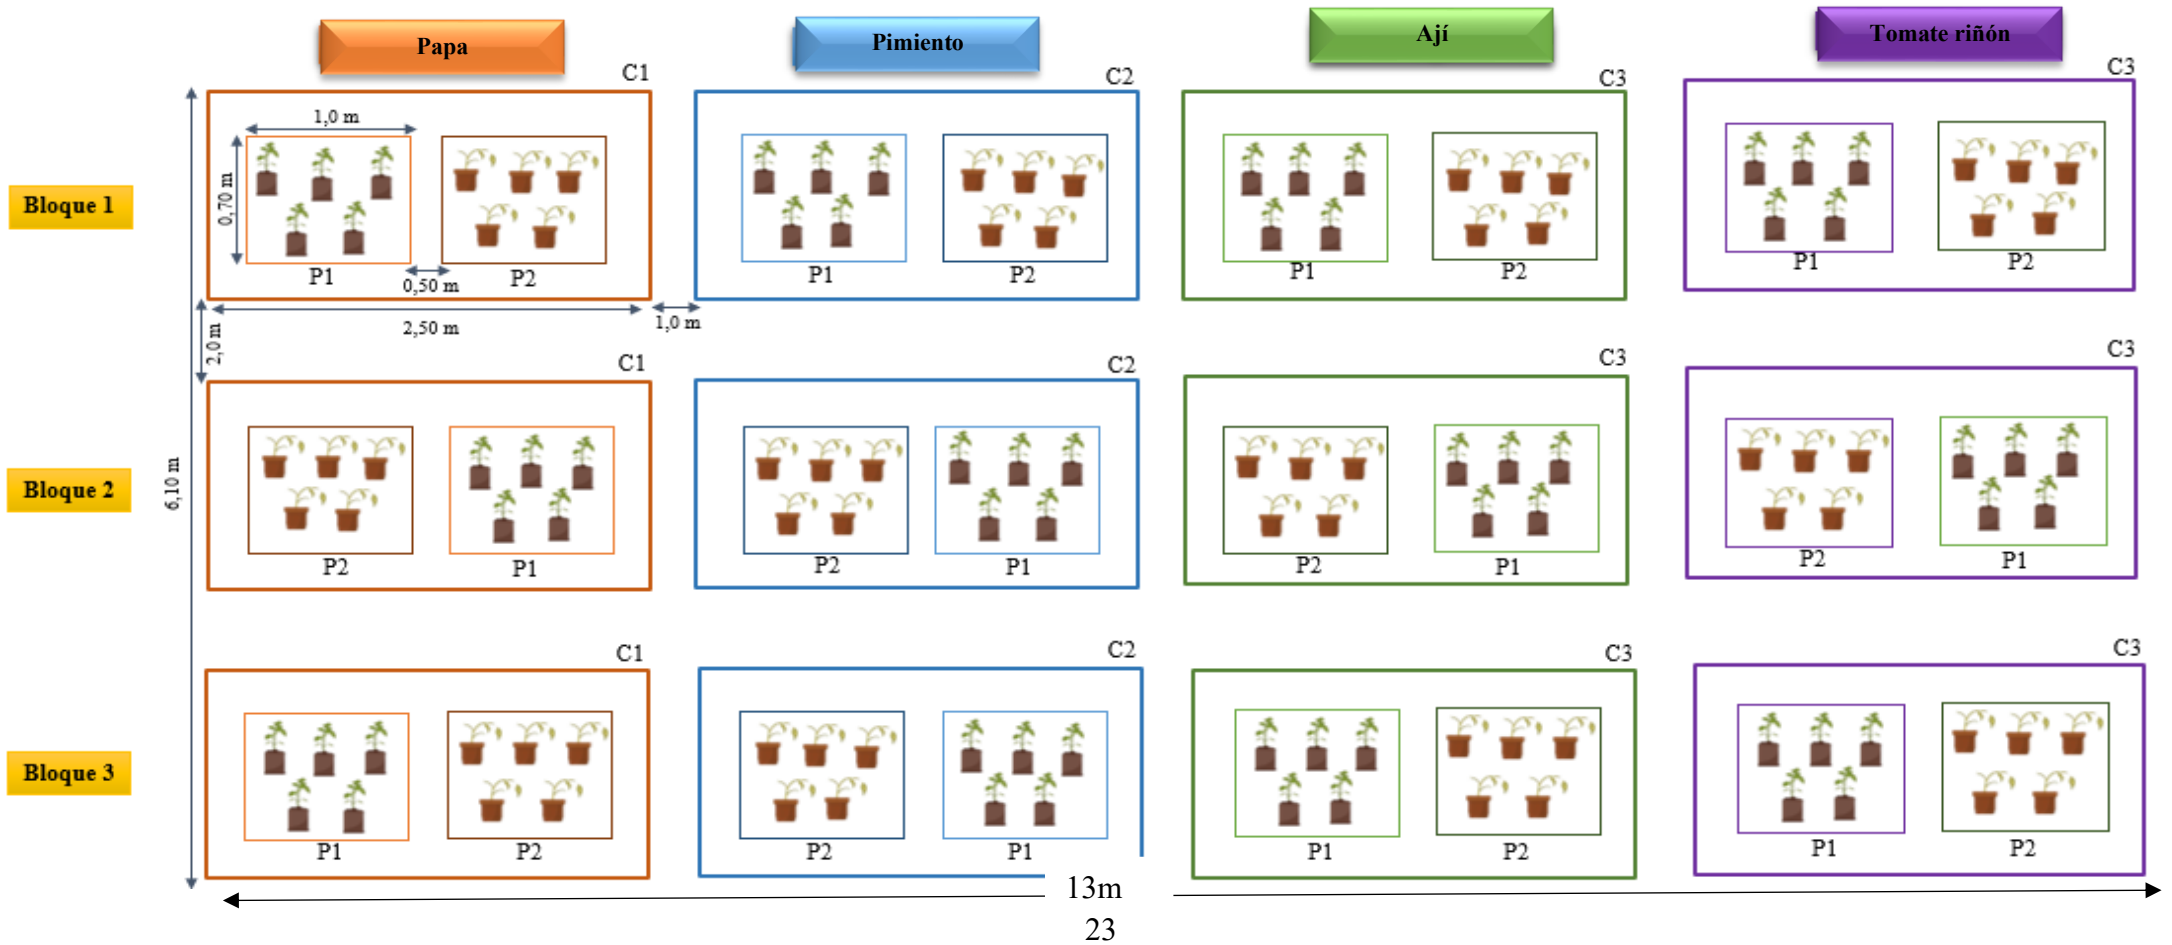 Papa
Pimiento
Ají
Tomate riñón
C1
C2
C3
C3
1,0 m
0,70 m
Bloque 1
P1
P2
P1
P2
P1
P2
P1
P2
0,50 m
2,50 m
1,0 m
2,0 m
C1
C2
C3
C3
6,10 m
Bloque 2
P2
P1
P2
P1
P2
P1
P2
P1
C1
C2
C3
C3
Bloque 3
P1
P2
P2
P1
P1
P2
P1
P2
13m
23